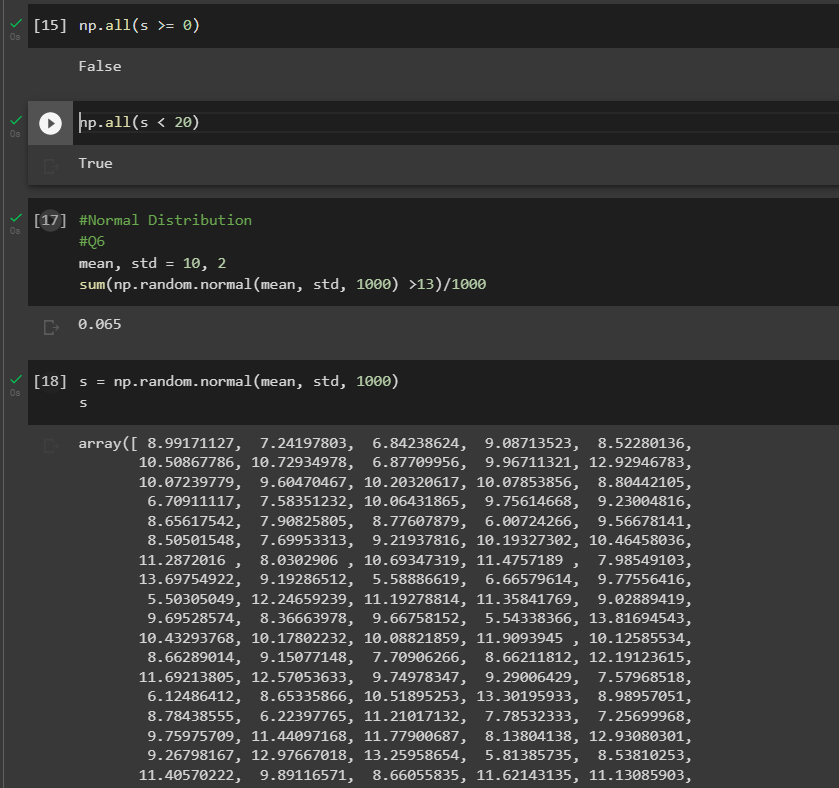 [15] np.all(s >= 0)
0s
False
np.all(s < 20)
0s
True
[17] #Normal Distribution
0s
#Q6
mean, std = 10, 2
sum(np.random.normal(mean, std, 1000) >13)/1000
0.065
[18] s = np.random.normal(mean, std, 1000)
0s
s
array([ 8.99171127, 7.24197803, 6.84238624, 9.08713523, 8.52280136,
10.50867786, 10.72934978, 6.87709956, 9.96711321, 12.92946783,
10.07239779, 9.60470467, 10.20320617, 10.07853856, 8.80442105,
6.70911117, 7.58351232, 10.06431865, 9.75614668, 9.23004816,
8.65617542, 7.90825805, 8.77607879, 6.00724266, 9.56678141,
8.50501548, 7.69953313, 9.21937816, 10.19327302, 10.46458036,
11.2872016 , 8.0302906 , 10.69347319, 11.4757189 , 7.98549103,
13.69754922, 9.19286512, 5.58886619, 6.66579614, 9.77556416,
5.50305049, 12.24659239, 11.19278814, 11.35841769, 9.02889419,
9.69528574, 8.36663978, 9.66758152, 5.54338366, 13.81694543,
10.43293768, 10.17802232, 10.08821859, 11.9093945 , 10.12585534,
8.66289014, 9.15077148, 7.70906266, 8.66211812, 12.19123615,
11.69213805, 12.57053633, 9.74978347, 9.29006429, 7.57968518,
6.12486412, 8.65335866, 10.51895253, 13.30195933, 8.98957051,
8.78438555, 6.22397765, 11.21017132, 7.78532333, 7.25699968,
9.75975709, 11.44097168, 11.77900687, 8.13804138, 12.93080301,
9.26798167, 12.97667018, 13.25958654, 5.81385735, 8.53810253,
11.40570222, 9.89116571, 8.66055835, 11.62143135, 11.13085903,